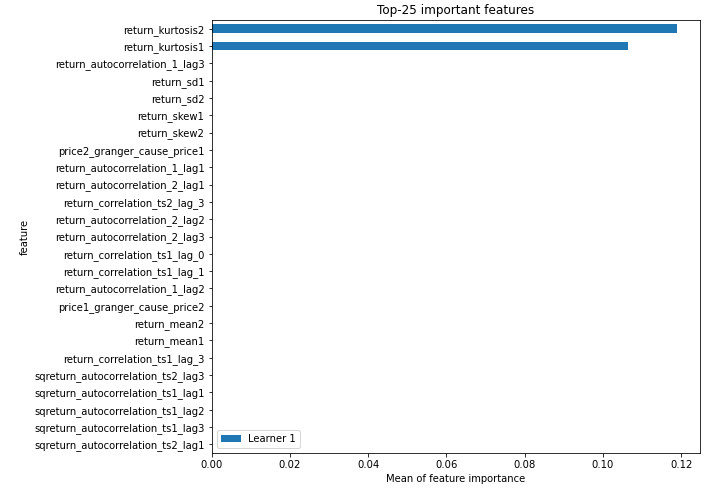 Top-25 important features
return_kurtosis2
return_kurtosis1
return_autocorrelation_1_lag3
return_sd1
return_sd2
return_skew1
return_skew2
price2_granger_cause_price1
return_autocorrelation_1_lag1
return_autocorrelation_2_lag1
return_correlation_ts2_lag_3
return_autocorrelation_2_lag2
return_autocorrelation_2_lag3
return_correlation_ts1_lag_0
return_correlation_ts1_lag_1
return_autocorrelation_1_lag2
price1_granger_cause_price2
return_mean2
return_mean1
return_correlation_ts1_lag_3
sqreturn_autocorrelation_ts2_lag3
sqreturn_autocorrelation_ts1_lag1
sqreturn_autocorrelation_ts1_lag2
sqreturn_autocorrelation_ts1_lag3
sqreturn_autocorrelation_ts2_lag1
feature
Learner 1
0.00 0.02 0.04 0.06 0.08 0.10 0.12
Mean of feature importance